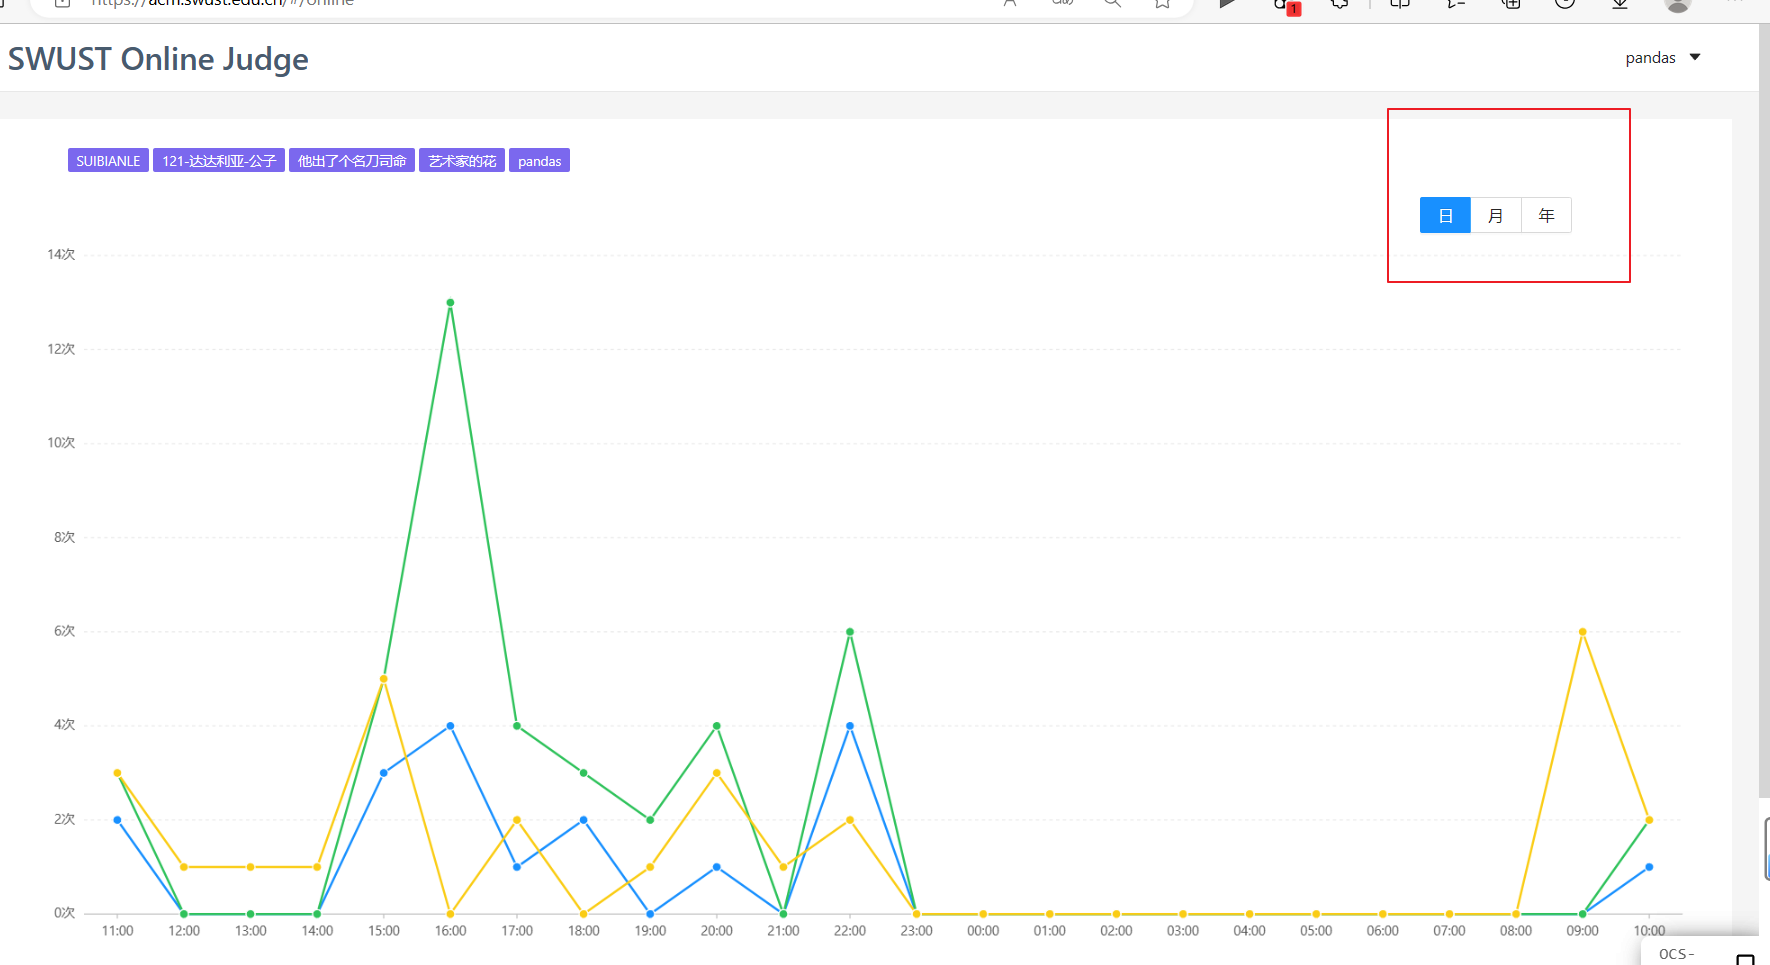 https://acm.swust.edu.cn/#/online
1
SWUST Online Judge
pandas
SUIBIANLE 121-达达利亚-公子 他出了个名刀司命 艺术家的花 pandas
日 月 年
14次
12次
10次
8次
6次
4次
2次
0次
11:00 12:00 13:00 14:00 15:00 16:00 17:00 18:00 19:00 20:00 21:00 22:00 23:00 00:00 01:00 02:00 03:00 04:00 05:00 06:00 07:00 08:00 09:00 10:00
OCS-